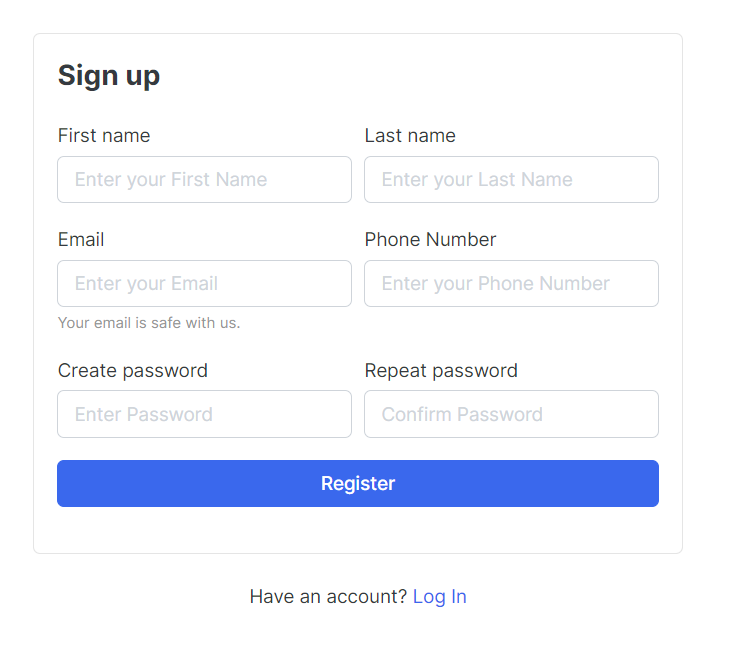 Sign up
First name Last name
Enter your First Name Enter your Last Name
Email Phone Number
Enter your Email Enter your Phone Number
Your email is safe with us.
Create password Repeat password
Enter Password Confirm Password
Register
Have an account? Log In